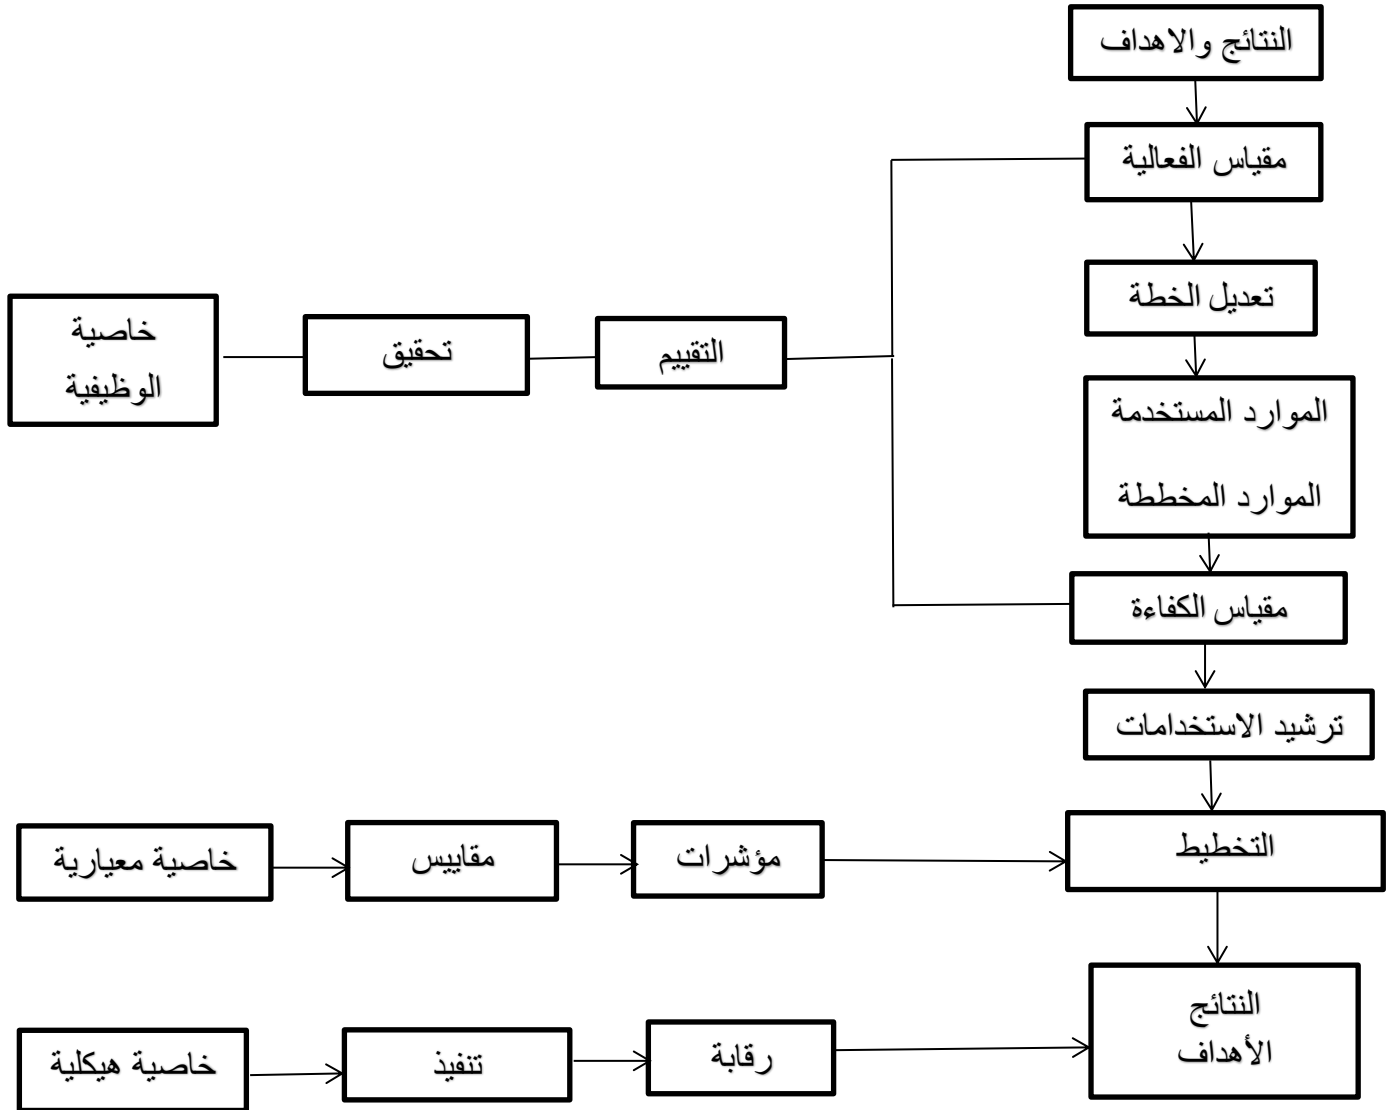 النتائج والاهداف
مقياس الفعالية
تعديل الخطة
خاصية
الوظيفية
تحقيق
التقييم
الموارد المستخدمة
الموارد المخططة
مقياس الكفاءة
ترشيد الاستخدامات
التخطيط
مؤشرات
مقاييس
خاصية معيارية
النتائج
الأهداف
رقابة
تنفيذ
خاصية هيكلية